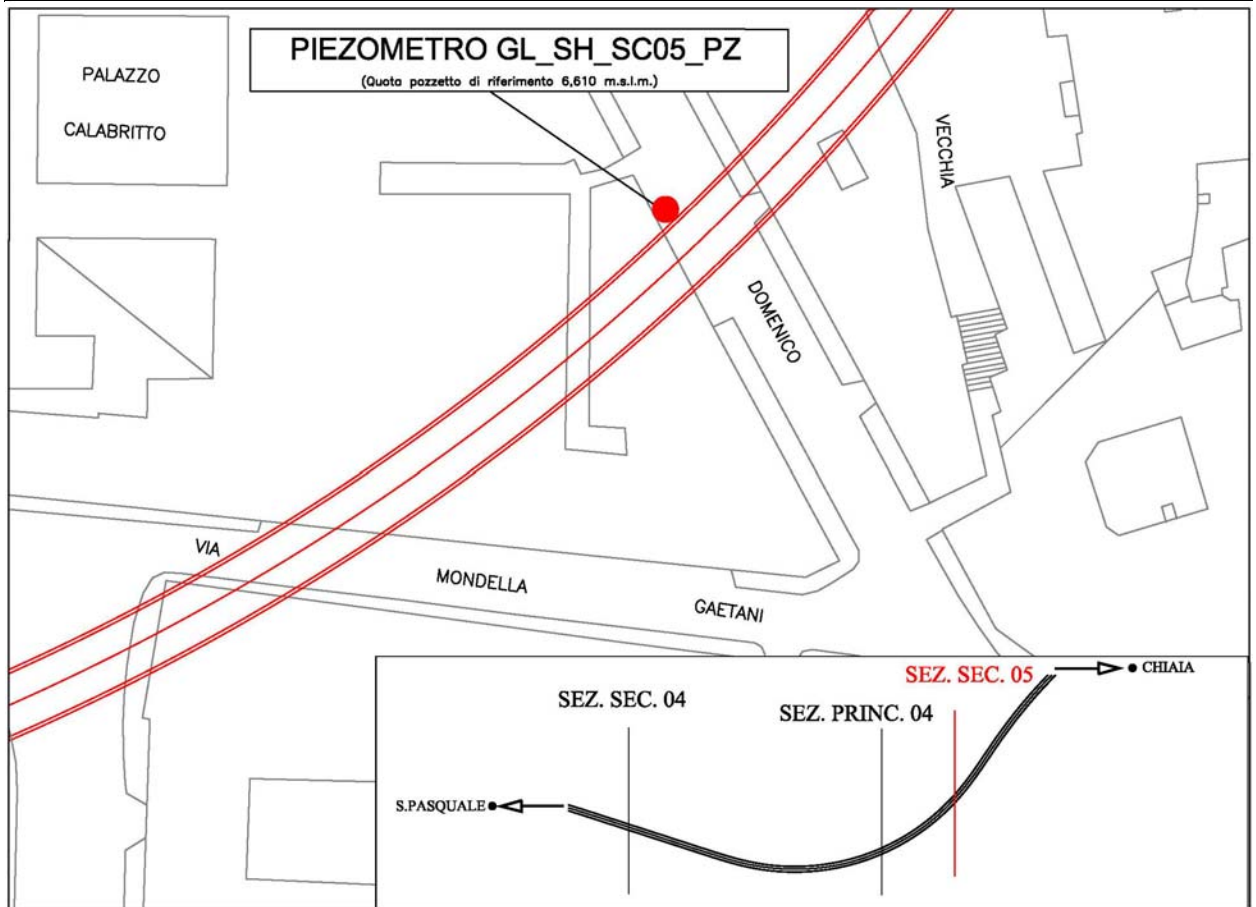 PIEZOMETRO GL_SH_SC05_PZ
(Quota pozzetto di riferimento 6,610 m.s.l.m.)
PALAZZO
CALABRITTO
VECCHIA
DOMENICO
VIA
MONDELLA
GAETANI
SEZ. SEC. 05
CHIAIA
SEZ. SEC. 04
SEZ. PRINC. 04
S.PASQUALE